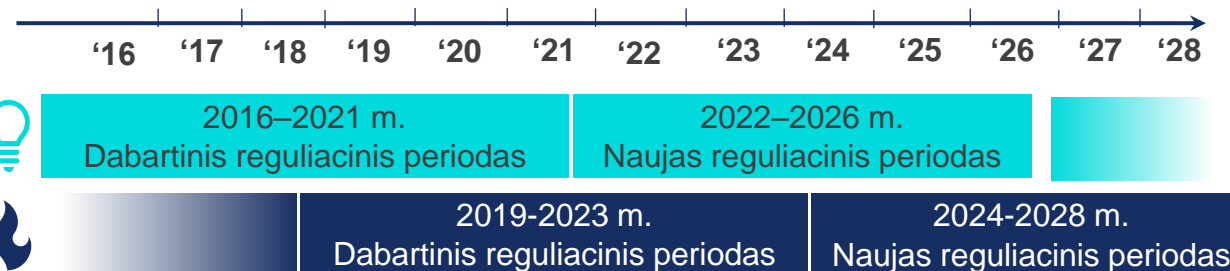 ‘16 ‘17 ‘18 ‘19 ‘20 ‘21 ‘22 ‘23 ‘24 ‘25 ‘26 ‘27 ‘28
2016–2021 m.
Dabartinis reguliacinis periodas
2022–2026 m.
Naujas reguliacinis periodas
2019-2023 m.
Dabartinis reguliacinis periodas
2024-2028 m.
Naujas reguliacinis periodas